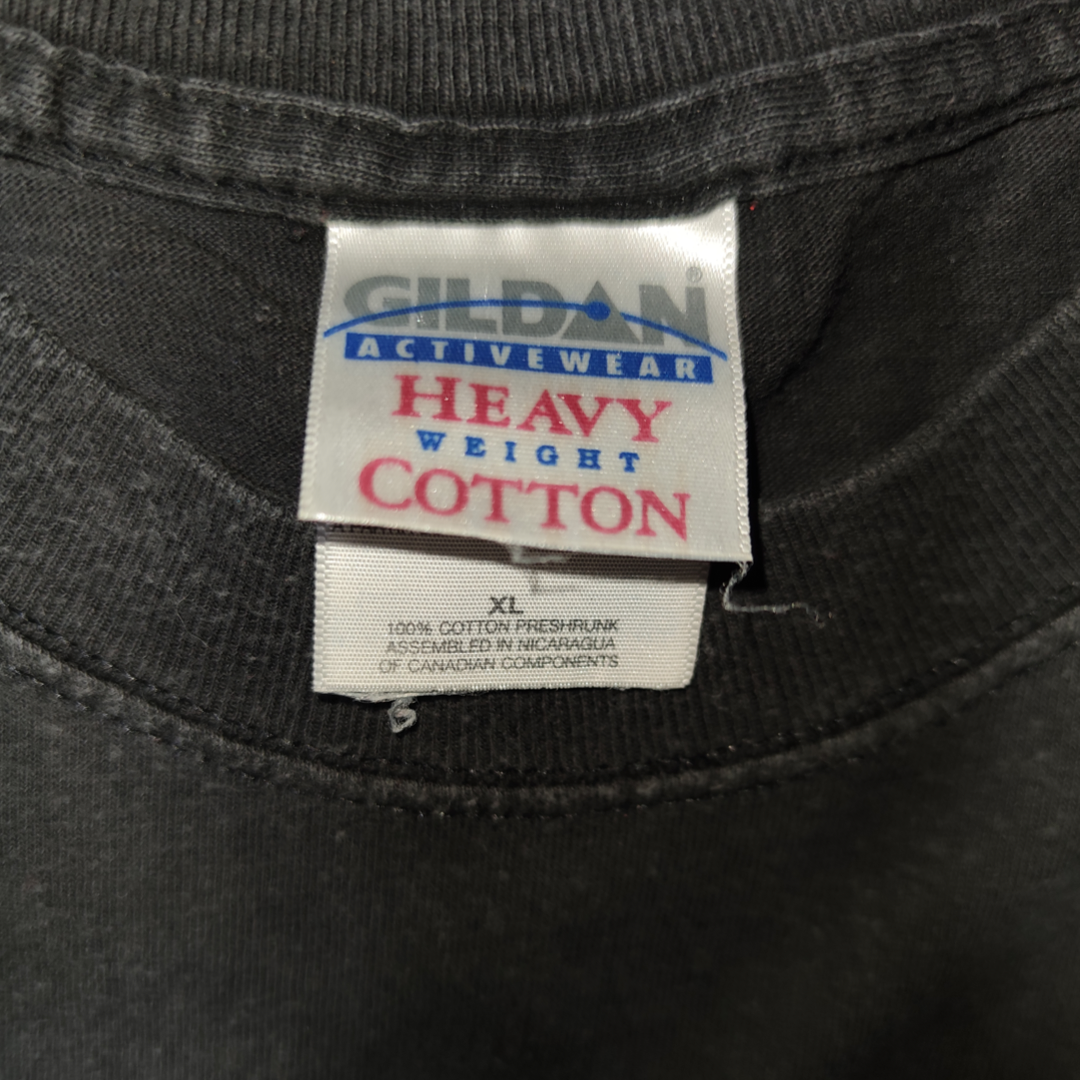 GILDAN®
ACTIVEWEAR
HEAVY
WEIGHT
COTTON
XL
100% COTTON PRESHRUNK
ASSEMBLED IN NICARAGUA
OF CANADIAN COMPONENTS